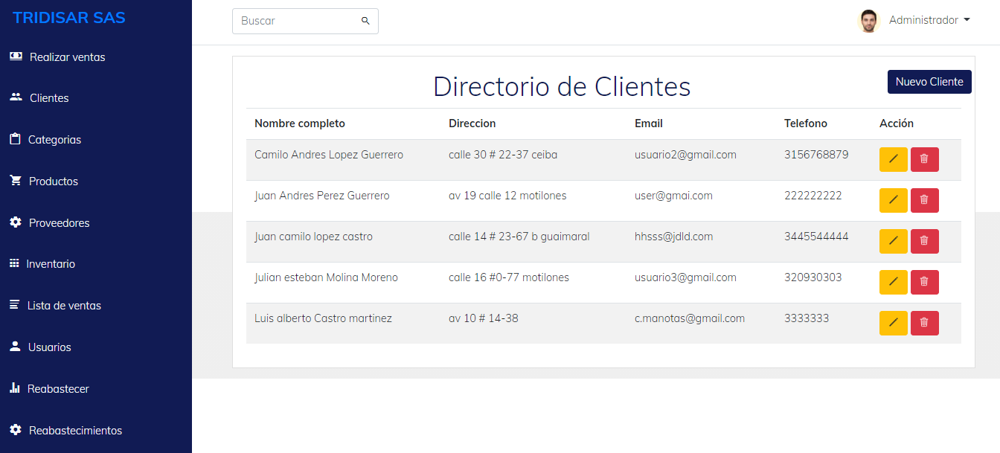 TRIDISAR SAS
Buscar
Administrador
Realizar ventas
Clientes
Categorias
Productos
Proveedores
Inventario
Lista de ventas
Usuarios
Reabastecer
Reabastecimientos
Directorio de Clientes
Nuevo Cliente
Nombre completo Direccion Email Telefono Acción
Camilo Andres Lopez Guerrero calle 30 # 22-37 ceiba usuario2@gmail.com 3156768879
Juan Andres Perez Guerrero av 19 calle 12 motilones user@gmai.com 222222222
Juan camilo lopez castro calle 14 # 23-67 b guaimaral hhsss@jdld.com 3445544444
Julian esteban Molina Moreno calle 16 #0-77 motilones usuario3@gmail.com 320930303
Luis alberto Castro martinez av 10 # 14-38 c.manotas@gmail.com 3333333